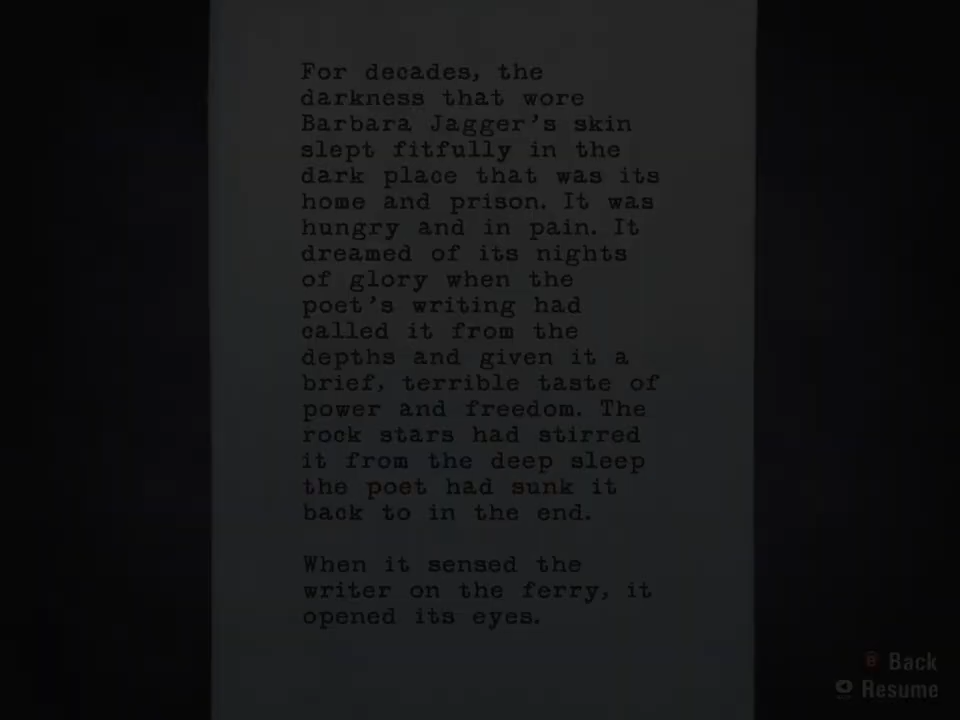 For decades, the
darkness that wore
Barbara Jagger's skin
slept fitfully in the
dark place that was its
home and prison. It was
hungry and in pain. It
dreamed of its nights
of glory when the
poet's writing had
called it from the
depths and given it a
brief, terrible taste of
power and freedom. The
rock stars had stirred
it from the deep sleep
the poet had sunk it
back to in the end.
When it sensed the
writer on the ferry, it
opened its eyes.
B Back
Resume